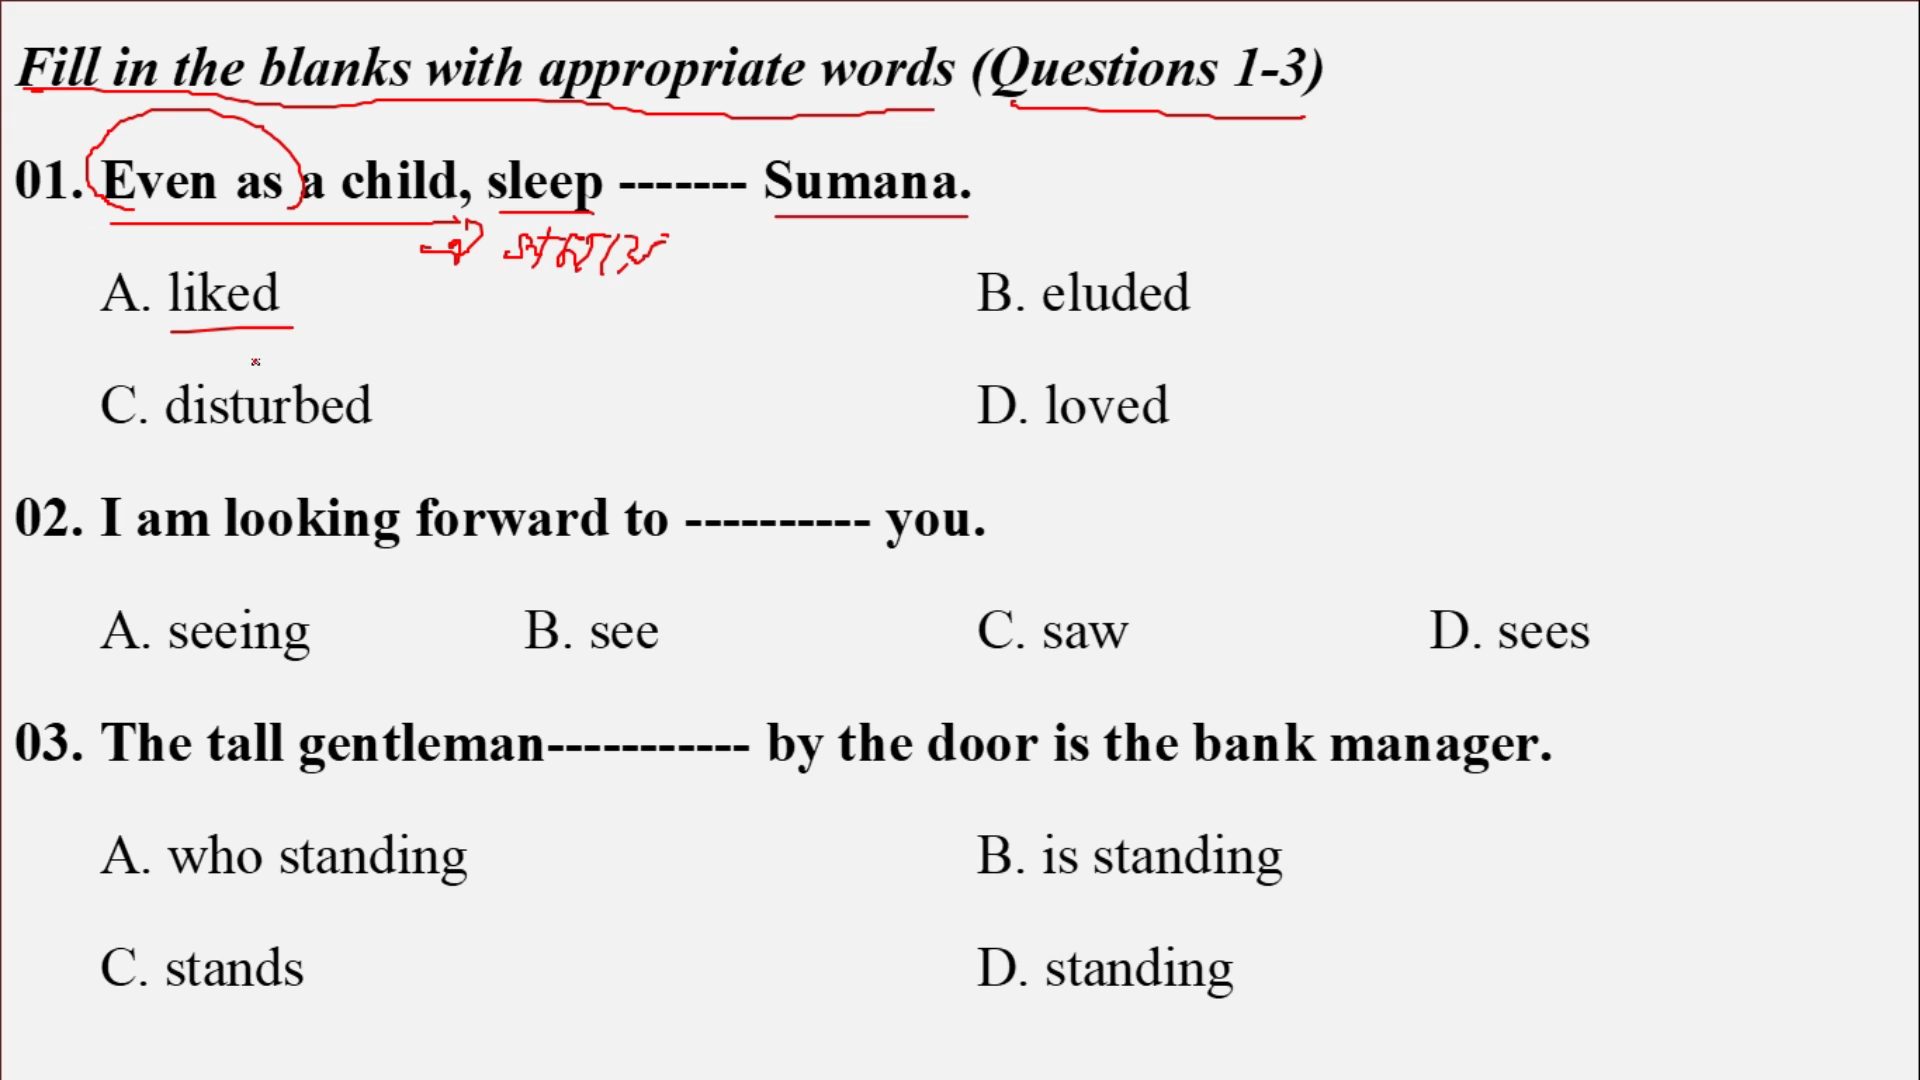 Fill in the blanks with appropriate words (Questions 1-3)
01. Even as a child, sleep ------- Sumana.
A. liked B. eluded
C. disturbed D. loved
02. I am looking forward to ---------- you.
A. seeing B. see C. saw D. sees
03. The tall gentleman----------- by the door is the bank manager.
A. who standing B. is standing
C. stands D. standing